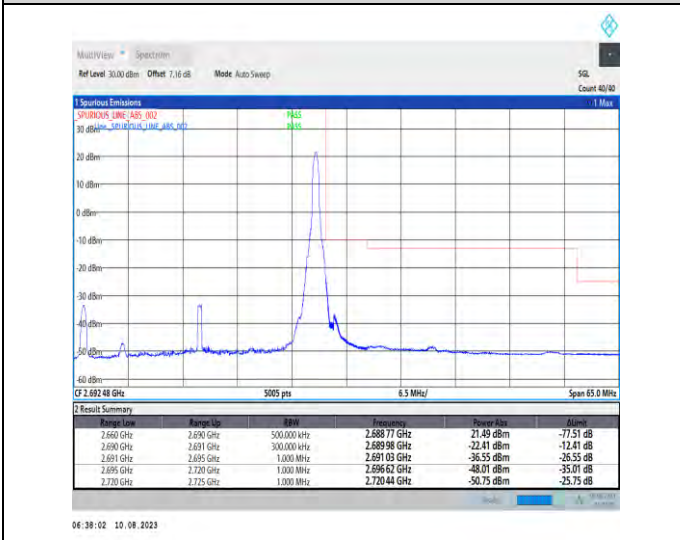 MultiView Spectrum
Ref Level 30.00 dBm Offset 7.16 dB Mode Auto Sweep SGL
Count 40/40
1 Spurious Emissions 1 Max
_SPURIOUS_LINE_ABS_002 PASS
30 dBm Line _SPURIOUS_LINE_ABS_002 PASS
20 dBm
10 dBm
0 dBm
-10 dBm
-20 dBm
-30 dBm
-40 dBm
-50 dBm
-60 dBm
CF 2.692 48 GHz 5005 pts 6.5 MHz/ Span 65.0 MHz
2 Result Summary
Range Low Range Up RBW Frequency Power Abs ΔLimit
2.660 GHz 2.690 GHz 500.000 kHz 2.688 77 GHz 21.49 dBm -77.51 dB
2.690 GHz 2.691 GHz 300.000 kHz 2.689 98 GHz -22.41 dBm -12.41 dB
2.691 GHz 2.695 GHz 1.000 MHz 2.691 03 GHz -36.55 dBm -26.55 dB
2.695 GHz 2.720 GHz 1.000 MHz 2.696 62 GHz -48.01 dBm -35.01 dB
2.720 GHz 2.725 GHz 1.000 MHz 2.720 44 GHz -50.75 dBm -25.75 dB
06:38:02 10.08.2023